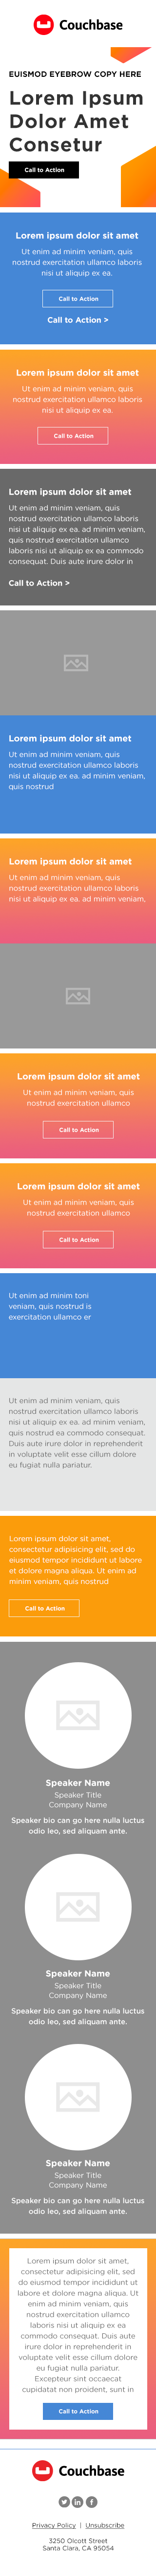 Couchbase
EUISMOD EYEBROW COPY HERE
Lorem Ipsum
Dolor Amet
Consetur
Call to Action
Lorem ipsum dolor sit amet
Ut enim ad minim veniam, quis
nostrud exercitation ullamco laboris
nisi ut aliquip ex ea.
Call to Action
Call to Action >
Lorem ipsum dolor sit amet
Ut enim ad minim veniam, quis
nostrud exercitation ullamco laboris
nisi ut aliquip ex ea.
Call to Action
Lorem ipsum dolor sit amet
Ut enim ad minim veniam, quis
nostrud exercitation ullamco laboris
nisi ut aliquip ex ea. ad minim veniam,
quis nostrud exercitation ullamco
laboris nisi ut aliquip ex ea commodo
consequat. Duis aute irure dolor in
Call to Action >
Lorem ipsum dolor sit amet
Ut enim ad minim veniam, quis
nostrud exercitation ullamco laboris
nisi ut aliquip ex ea. ad minim veniam,
quis nostrud
Lorem ipsum dolor sit amet
Ut enim ad minim veniam, quis
nostrud exercitation ullamco laboris
nisi ut aliquip ex ea. ad minim veniam,
Lorem ipsum dolor sit amet
Ut enim ad minim veniam, quis
nostrud exercitation ullamco
Call to Action
Lorem ipsum dolor sit amet
Ut enim ad minim veniam, quis
nostrud exercitation ullamco
Call to Action
Ut enim ad minim toni
veniam, quis nostrud is
exercitation ullamco er
Ut enim ad minim veniam, quis
nostrud exercitation ullamco laboris
nisi ut aliquip ex ea. ad minim veniam,
quis nostrud ea commodo consequat.
Duis aute irure dolor in reprehenderit
in voluptate velit esse cillum dolore
eu fugiat nulla pariatur.
Lorem ipsum dolor sit amet,
consectetur adipisicing elit, sed do
eiusmod tempor incididunt ut labore
et dolore magna aliqua. Ut enim ad
minim veniam, quis nostrud
Call to Action
Speaker Name
Speaker Title
Company Name
Speaker bio can go here nulla luctus
odio leo, sed aliquam ante.
Speaker Name
Speaker Title
Company Name
Speaker bio can go here nulla luctus
odio leo, sed aliquam ante.
Speaker Name
Speaker Title
Company Name
Speaker bio can go here nulla luctus
odio leo, sed aliquam ante.
Lorem ipsum dolor sit amet,
consectetur adipisicing elit, sed
do eiusmod tempor incididunt ut
labore et dolore magna aliqua. Ut
enim ad minim veniam, quis
nostrud exercitation ullamco
laboris nisi ut aliquip ex ea
commodo consequat. Duis aute
irure dolor in reprehenderit in
voluptate velit esse cillum dolore
eu fugiat nulla pariatur.
Excepteur sint occaecat
cupidatat non proident, sunt in
Call to Action
Couchbase
Privacy Policy | Unsubscribe
3250 Olcott Street
Santa Clara, CA 95054